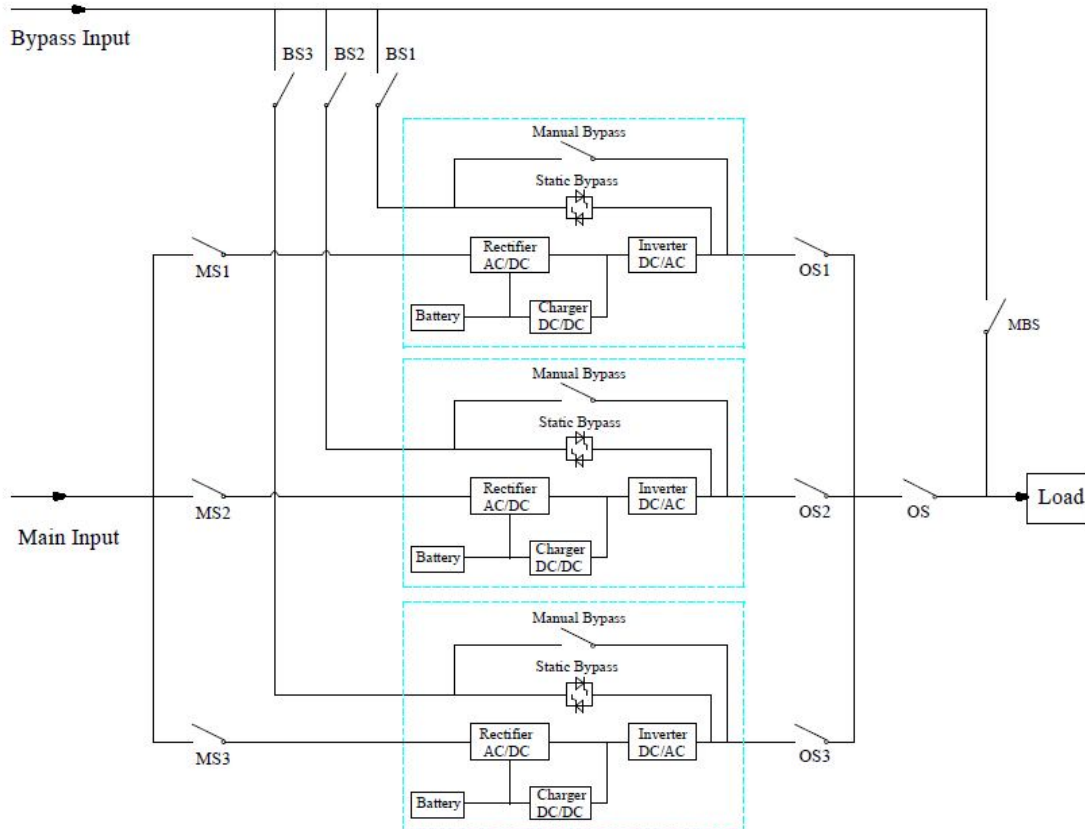 Bypass Input
BS3
BS2
BS1
Manual Bypass
Static Bypass
Rectifier
AC/DC
Inverter
DC/AC
MS1
OS1
Battery
Charger
DC/DC
MBS
Manual Bypass
Static Bypass
Rectifier
AC/DC
Inverter
DC/AC
MS2
OS2
OS
Load
Main Input
Battery
Charger
DC/DC
Manual Bypass
Static Bypass
Rectifier
AC/DC
Inverter
DC/AC
MS3
OS3
Battery
Charger
DC/DC